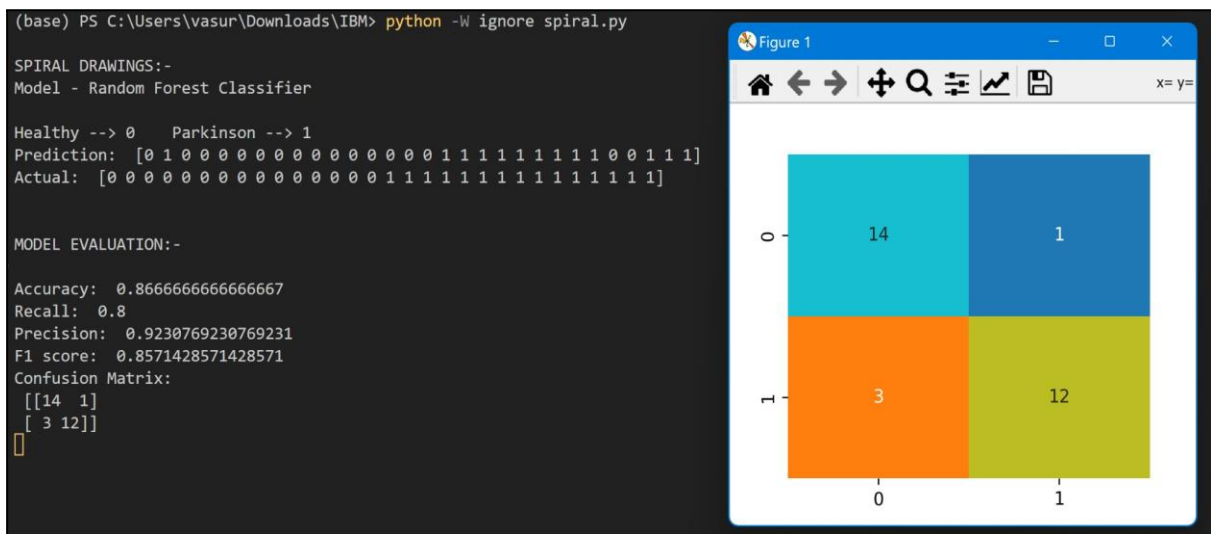 (base) PS C:\Users\vasur\Downloads\IBM> python -W ignore spiral.py
SPIRAL DRAWINGS:-
Model - Random Forest Classifier
Healthy --> 0    Parkinson --> 1
Prediction:  [0 1 0 0 0 0 0 0 0 0 0 0 0 0 0 0 1 1 1 1 1 1 1 1 1 0 0 1 1 1]
Actual:  [0 0 0 0 0 0 0 0 0 0 0 0 0 0 0 1 1 1 1 1 1 1 1 1 1 1 1 1 1 1]
MODEL EVALUATION:-
Accuracy:  0.8666666666666667
Recall:  0.8
Precision:  0.9230769230769231
F1 score:  0.8571428571428571
Confusion Matrix:
[[14  1]
[ 3 12]]
Figure 1
x= y=
0
14
1
1
3
12
0
1